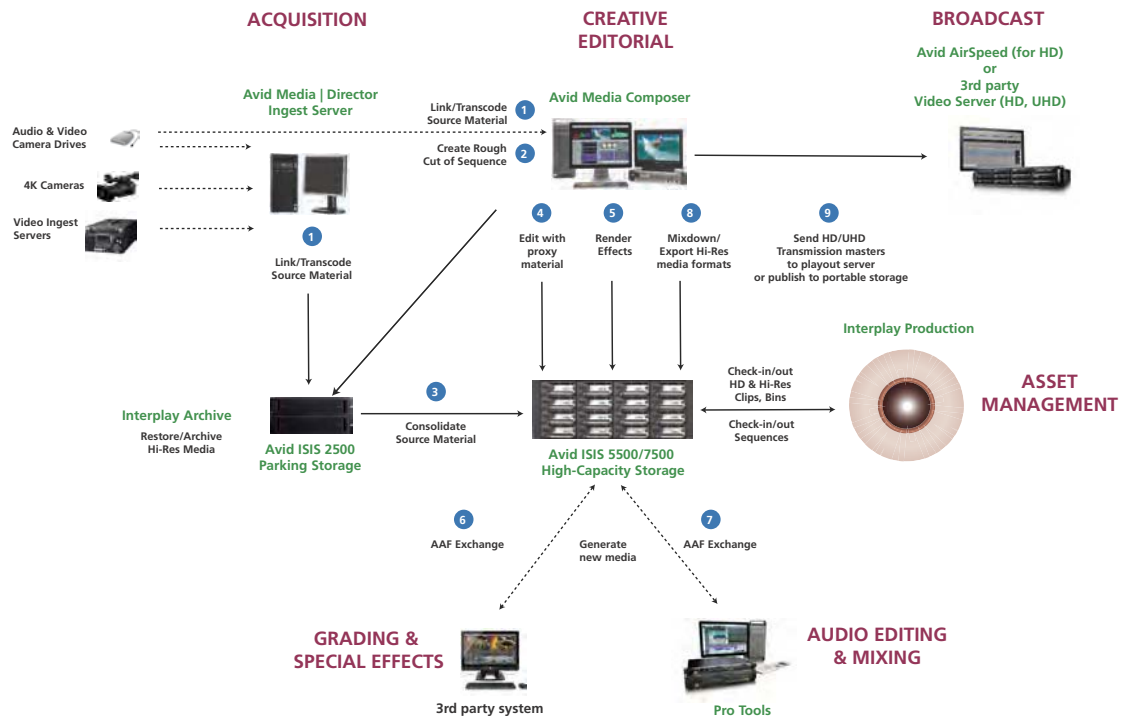 ACQUISITION
CREATIVE
EDITORIAL
BROADCAST
Avid AirSpeed (for HD)
or
3rd party
Video Server (HD, UHD)
Avid Media | Director
Ingest Server
Avid Media Composer
Link/Transcode
Source Material
1
Create Rough
Cut of Sequence
2
Audio & Video
Camera Drives
4K Cameras
Video Ingest
Servers
1
Link/Transcode
Source Material
4
Edit with
proxy
material
5
Render
Effects
8
Mixdown/
Export Hi-Res
media formats
9
Send HD/UHD
Transmission masters
to playout server
or publish to portable storage
Interplay Production
ASSET
MANAGEMENT
Check-in/out
HD & Hi-Res
Clips, Bins
Check-in/out
Sequences
3
Consolidate
Source Material
Interplay Archive
Restore/Archive
Hi-Res Media
Avid ISIS 2500
Parking Storage
Avid ISIS 5500/7500
High-Capacity Storage
6
AAF Exchange
Generate
new media
7
AAF Exchange
GRADING &
SPECIAL EFFECTS
3rd party system
AUDIO EDITING
& MIXING
Pro Tools